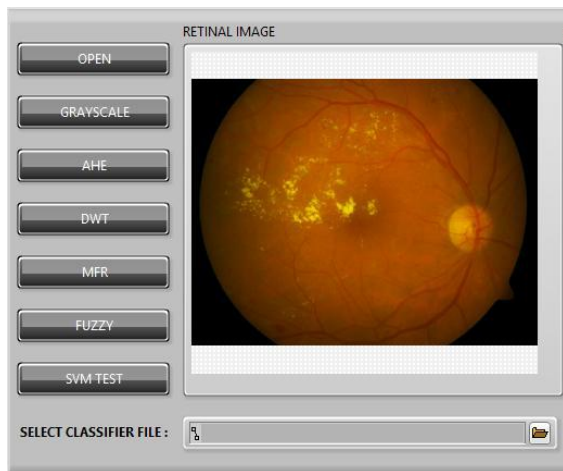 RETINAL IMAGE
OPEN
GRAYSCALE
AHE
DWT
MFR
FUZZY
SVM TEST
SELECT CLASSIFIER FILE :